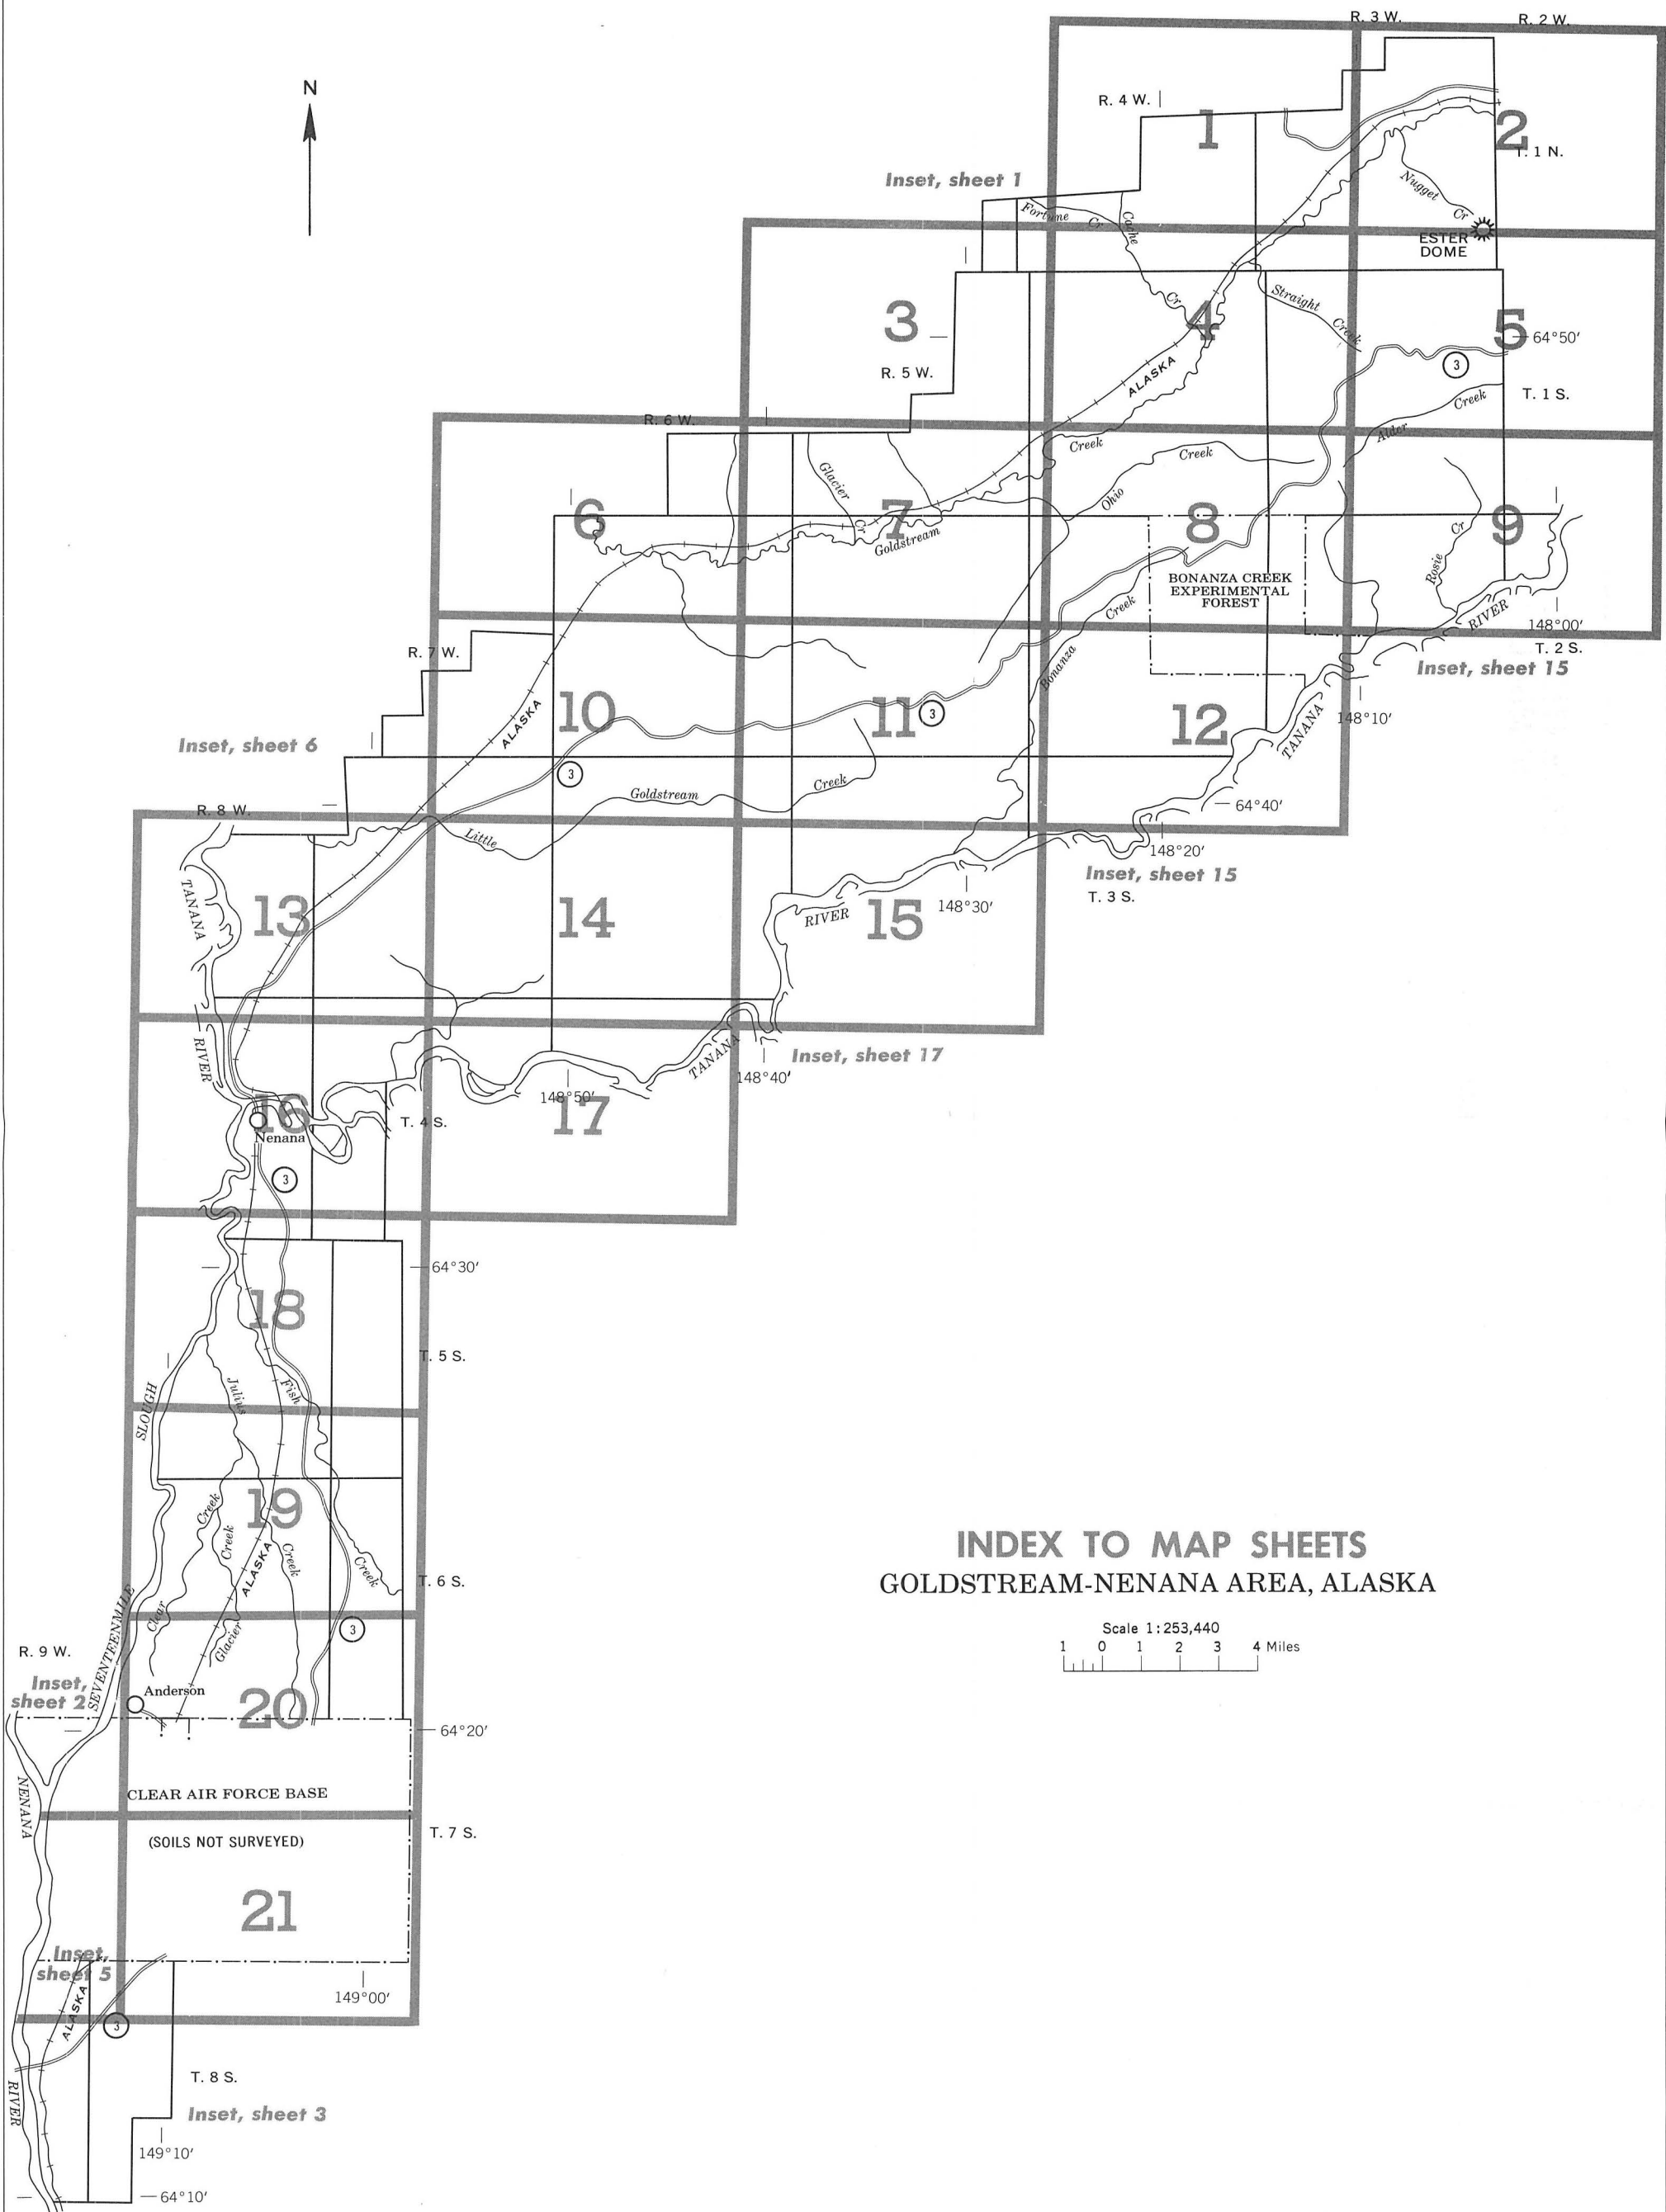 R. 3 W.
R. 2 W.
N
R. 4 W.
1
2
T. 1 N.
Inset, sheet 1
Nugget
Cr
Fortune
Cr
Cache
Cr
ESTER
DOME
3
4
Straight
Creek
5
64°50′
3
R. 5 W.
ALASKA
T. 1 S.
Creek
R. 6 W.
Alder
Creek
Creek
Glacier
Cr
Ohio
6
7
8
9
Goldstream
Rosie
Cr
BONANZA CREEK
EXPERIMENTAL
FOREST
Creek
RIVER
148°00′
T. 2 S.
R. 7 W.
Bonanza
Inset, sheet 15
10
ALASKA
11
3
12
TANANA
148°10′
Inset, sheet 6
3
Goldstream
Creek
64°40′
R. 8 W.
Little
148°20′
Inset, sheet 15
T. 3 S.
TANANA
13
14
RIVER
15
148°30′
RIVER
TANANA
Inset, sheet 17
148°40′
148°50′
16
Nenana
T. 4 S.
17
3
64°30′
18
T. 5 S.
SLOUGH
Julius
Fish
19
Creek
Creek
ALASKA
Creek
Creek
INDEX TO MAP SHEETS
GOLDSTREAM-NENANA AREA, ALASKA
T. 6 S.
SEVENTEENMILE
Clear
Glacier
3
Scale 1:253,440
1 0 1 2 3 4 Miles
R. 9 W.
Inset,
sheet 2
Anderson
20
64°20′
NENANA
CLEAR AIR FORCE BASE
(SOILS NOT SURVEYED)
T. 7 S.
21
Inset,
sheet 5
ALASKA
149°00′
3
RIVER
T. 8 S.
Inset, sheet 3
149°10′
64°10′